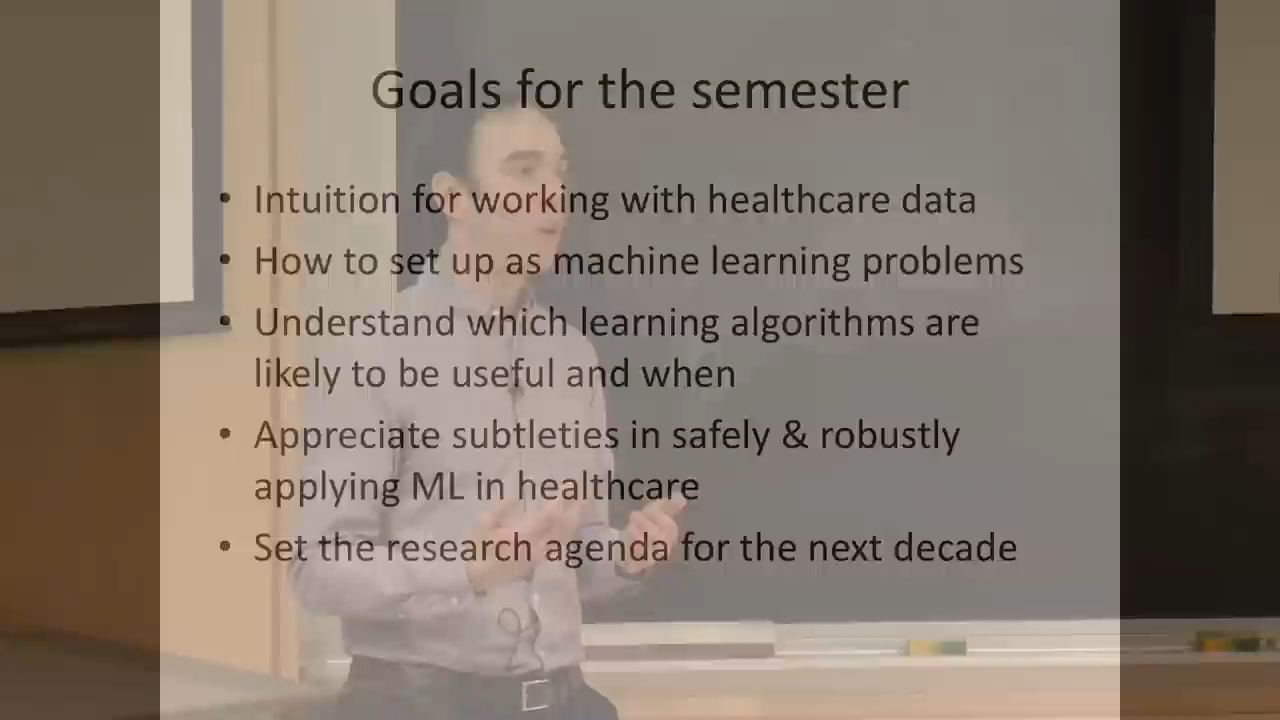 Goals for the semester
• Intuition for working with healthcare data
• How to set up as machine learning problems
• Understand which learning algorithms are
likely to be useful and when
• Appreciate subtleties in safely & robustly
applying ML in healthcare
• Set the research agenda for the next decade